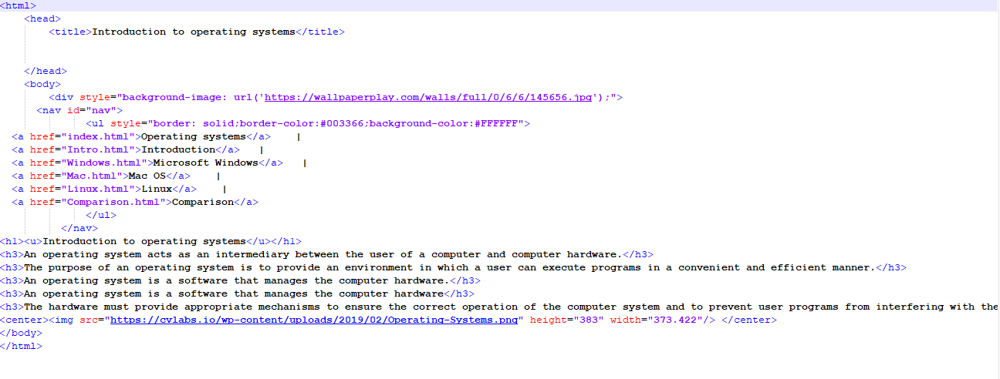 <html>
<head>
<title>Introduction to operating systems</title>
</head>
<body>
<div style="background-image: url('https://wallpaperplay.com/walls/full/0/6/6/145656.jpg');">
<nav id="nav">
<ul style="border: solid;border-color:#003366;background-color:#FFFFFF">
<a href="index.html">Operating systems</a> |
<a href="Intro.html">Introduction</a> |
<a href="Windows.html">Microsoft Windows</a> |
<a href="Mac.html">Mac OS</a> |
<a href="Linux.html">Linux</a> |
<a href="Comparison.html">Comparison</a>
</ul>
</nav>
<h1><u>Introduction to operating systems</u></h1>
<h3>An operating system acts as an intermediary between the user of a computer and computer hardware.</h3>
<h3>The purpose of an operating system is to provide an environment in which a user can execute programs in a convenient and efficient manner.</h3>
<h3>An operating system is a software that manages the computer hardware.</h3>
<h3>An operating system is a software that manages the computer hardware</h3>
<h3>The hardware must provide appropriate mechanisms to ensure the correct operation of the computer system and to prevent user programs from interfering with the
<center><img src="https://cvlabs.io/wp-content/uploads/2019/02/Operating-Systems.png" height="383" width="373.422"/> </center>
</body>
</html>